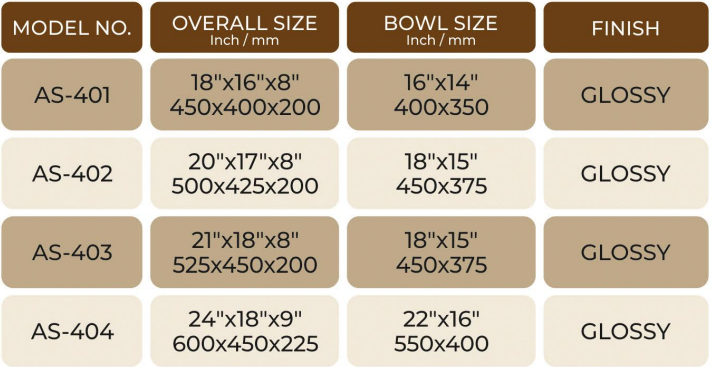 MODEL NO. OVERALL SIZE BOWL SIZE FINISH
Inch / mm Inch / mm
AS-401 18"x16"x8" 16"x14" GLOSSY
450x400x200 400x350
AS-402 20"x17"x8" 18"x15" GLOSSY
500x425x200 450x375
AS-403 21"x18"x8" 18"x15" GLOSSY
525x450x200 450x375
AS-404 24"x18"x9" 22"x16" GLOSSY
600x450x225 550x400